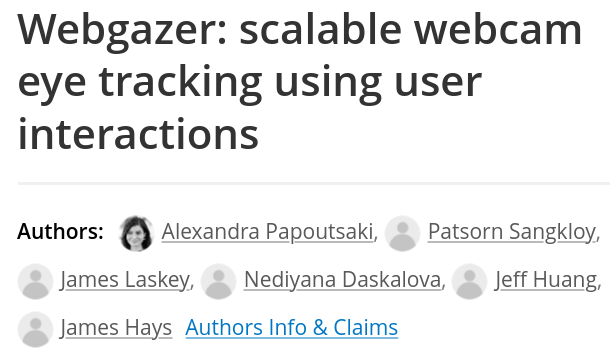 Webgazer: scalable webcam
eye tracking using user
interactions
Authors: Alexandra Papoutsaki, Patsorn Sangkloy,
James Laskey, Nediyana Daskalova, Jeff Huang,
James Hays Authors Info & Claims